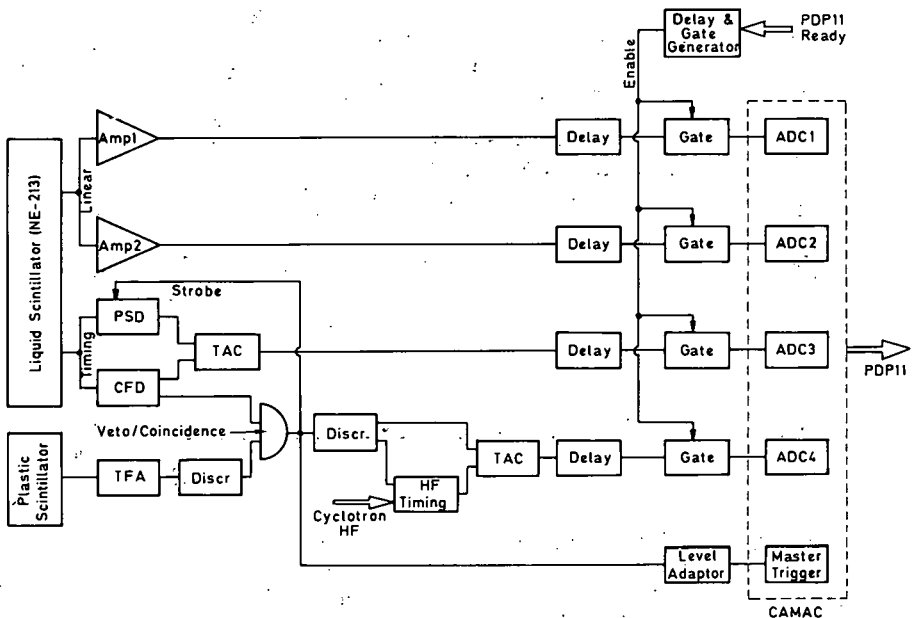 Delay &
Gate
Generator
PDP11
Ready
Enable
Liquid Scintillator (NE-213)
Linear
Amp1
Delay
Gate
ADC1
Amp2
Delay
Gate
ADC2
Strobe
Timing
PSD
TAC
Delay
Gate
ADC3
PDP11
CFD
Veto/Coincidence
Discr.
TAC
Delay
Gate
ADC4
Plastic
Scintillator
TFA
Discr
HF
Timing
Cyclotron
HF
Level
Adaptor
Master
Trigger
CAMAC